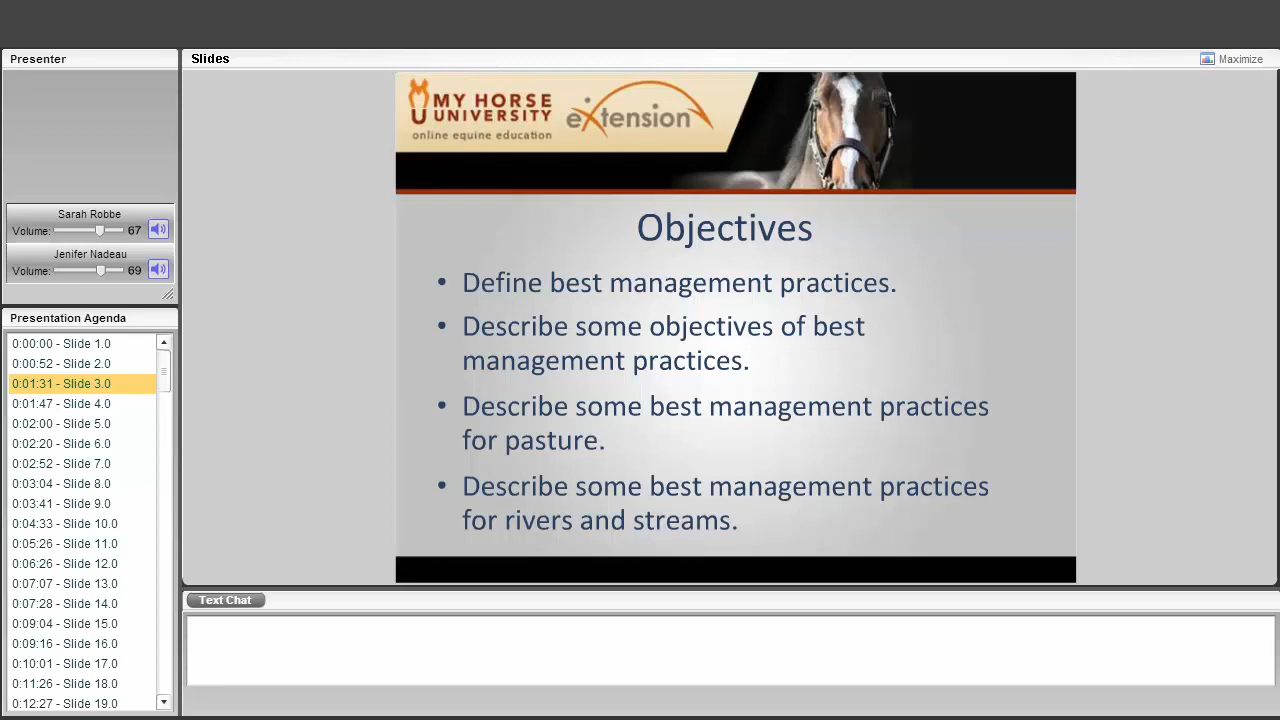 Presenter
Sarah Robbe
Volume: 67
Jenifer Nadeau
Volume: 69
Presentation Agenda
0:00:00 - Slide 1.0
0:00:52 - Slide 2.0
0:01:31 - Slide 3.0
0:01:47 - Slide 4.0
0:02:00 - Slide 5.0
0:02:20 - Slide 6.0
0:02:52 - Slide 7.0
0:03:04 - Slide 8.0
0:03:41 - Slide 9.0
0:04:33 - Slide 10.0
0:05:26 - Slide 11.0
0:06:26 - Slide 12.0
0:07:07 - Slide 13.0
0:07:28 - Slide 14.0
0:09:04 - Slide 15.0
0:09:16 - Slide 16.0
0:10:01 - Slide 17.0
0:11:26 - Slide 18.0
0:12:27 - Slide 19.0
Slides
Maximize
MY HORSE
UNIVERSITY
online equine education
eXtension
Objectives
• Define best management practices.
• Describe some objectives of best
management practices.
• Describe some best management practices
for pasture.
• Describe some best management practices
for rivers and streams.
Text Chat